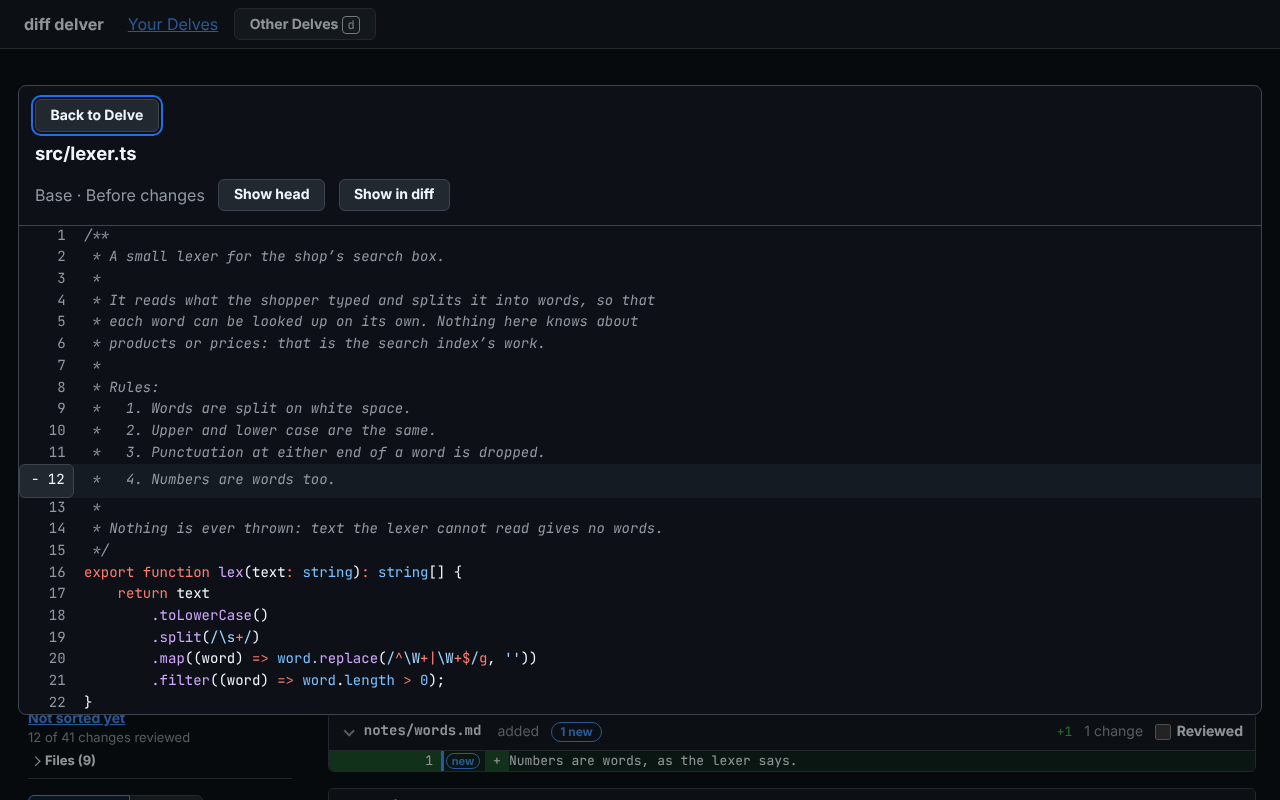 diff delver Your Delves Other Delves d
Back to Delve
src/lexer.ts
Base · Before changes Show head Show in diff
1 /**
2  * A small lexer for the shop’s search box.
3  *
4  * It reads what the shopper typed and splits it into words, so that
5  * each word can be looked up on its own. Nothing here knows about
6  * products or prices: that is the search index’s work.
7  *
8  * Rules:
9  *   1. Words are split on white space.
10  *   2. Upper and lower case are the same.
11  *   3. Punctuation at either end of a word is dropped.
- 12  *   4. Numbers are words too.
13  *
14  * Nothing is ever thrown: text the lexer cannot read gives no words.
15  */
16 export function lex(text: string): string[] {
17     return text
18         .toLowerCase()
19         .split(/\s+/)
20         .map((word) => word.replace(/^\W+|\W+$/g, ''))
21         .filter((word) => word.length > 0);
22 }
Not sorted yet
12 of 41 changes reviewed
Files (9)
notes/words.md added 1 new +1 1 change Reviewed
1 new + Numbers are words, as the lexer says.